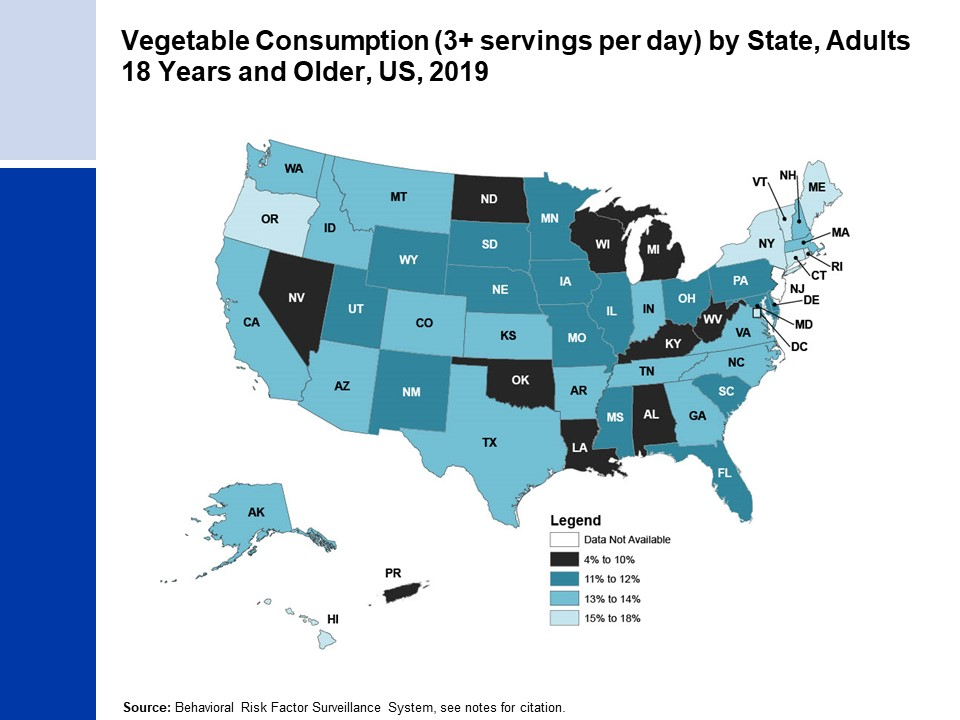 Vegetable Consumption (3+ servings per day) by State, Adults
18 Years and Older, US, 2019
WA
MT
ND
MN
OR
ID
SD
WI
MI
VT
NH
ME
NY
MA
RI
CT
WY
NE
IA
PA
NJ
DE
NV
UT
CO
KS
MO
IL
IN
OH
WV
VA
MD
DC
CA
KY
AZ
NM
OK
AR
TN
NC
SC
TX
LA
MS
AL
GA
FL
AK
PR
HI
Legend
Data Not Available
4% to 10%
11% to 12%
13% to 14%
15% to 18%
Source: Behavioral Risk Factor Surveillance System, see notes for citation.